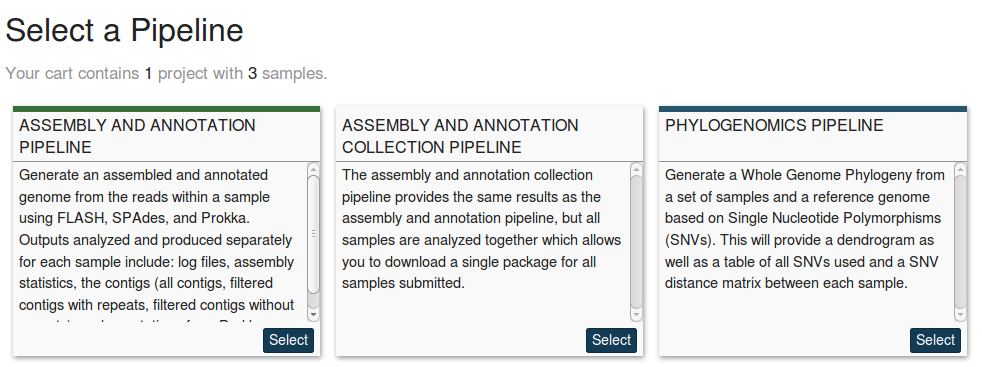 Select a Pipeline
Your cart contains 1 project with 3 samples.
ASSEMBLY AND ANNOTATION
PIPELINE
Generate an assembled and annotated
genome from the reads within a sample
using FLASH, SPAdes, and Prokka.
Outputs analyzed and produced separately
for each sample include: log files, assembly
statistics, the contigs (all contigs, filtered
contigs with repeats, filtered contigs without
Select
ASSEMBLY AND ANNOTATION
COLLECTION PIPELINE
The assembly and annotation collection
pipeline provides the same results as the
assembly and annotation pipeline, but all
samples are analyzed together which allows
you to download a single package for all
samples submitted.
Select
PHYLOGENOMICS PIPELINE
Generate a Whole Genome Phylogeny from
a set of samples and a reference genome
based on Single Nucleotide Polymorphisms
(SNVs). This will provide a dendrogram as
well as a table of all SNVs used and a SNV
distance matrix between each sample.
Select